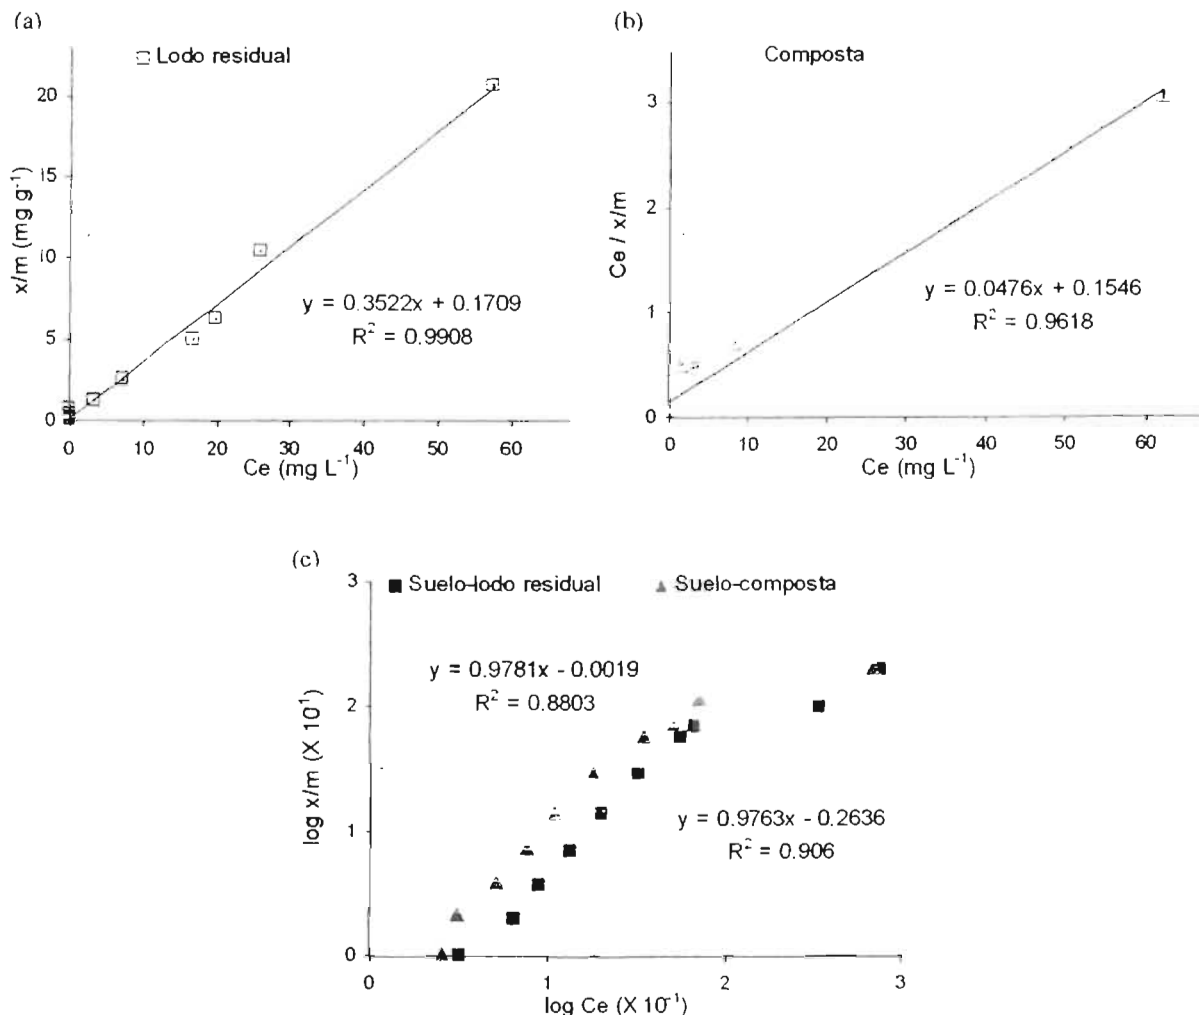 (a)
Lodo residual
x/m (mg g⁻¹)
20
15
10
5
0
y = 0.3522x + 0.1709
R² = 0.9908
0 10 20 30 40 50 60
Ce (mg L⁻¹)
(b)
Composta
Ce / x/m
3
2
1
0
y = 0.0476x + 0.1546
R² = 0.9618
0 10 20 30 40 50 60
Ce (mg L⁻¹)
(c)
Suelo-lodo residual Suelo-composta
log x/m (X 10⁻¹)
3
2
1
0
y = 0.9781x - 0.0019
R² = 0.8803
y = 0.9763x - 0.2636
R² = 0.906
0 1 2 3
log Ce (X 10⁻¹)